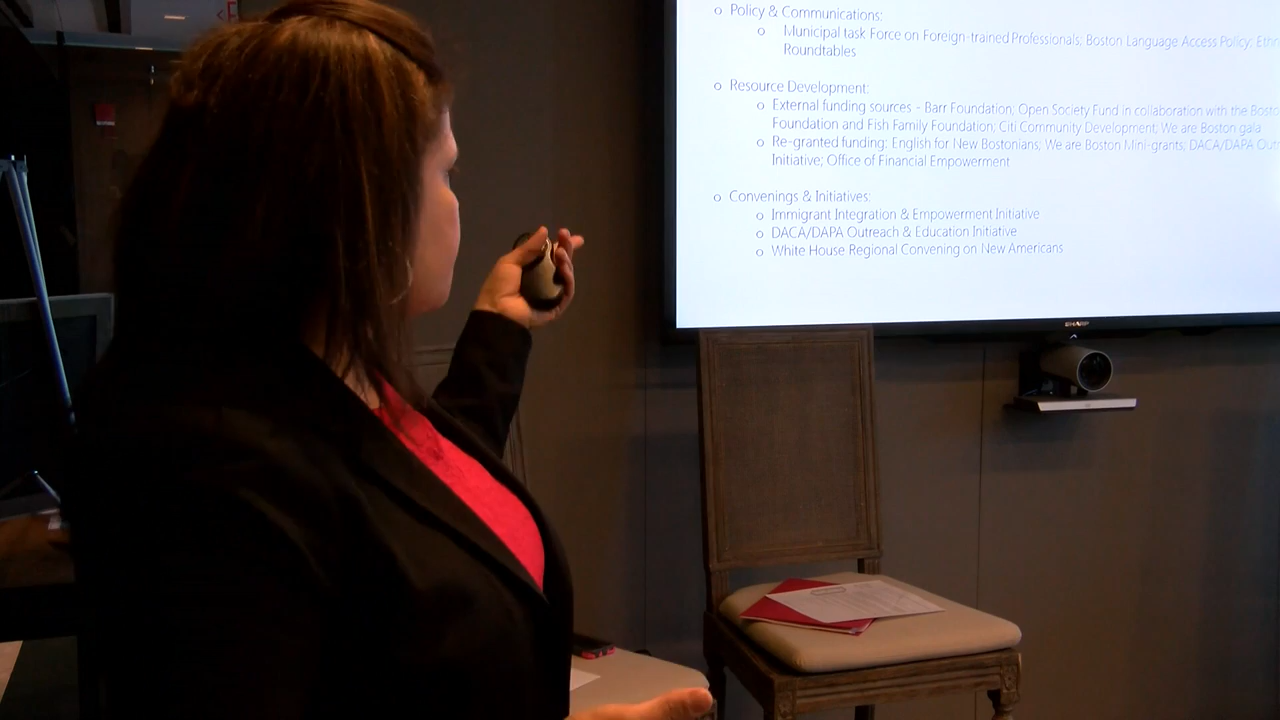 o Policy & Communications:
o Municipal task Force on Foreign-trained Professionals; Boston Language Access Policy; Ethn
Roundtables
o Resource Development:
o External funding sources - Barr Foundation; Open Society Fund in collaboration with the Bosto
Foundation and Fish Family Foundation; Citi Community Development; We are Boston gala
o Re-granted funding: English for New Bostonians; We are Boston Mini-grants; DACA/DAPA Out
Initiative; Office of Financial Empowerment
o Convenings & Initiatives:
o Immigrant Integration & Empowerment Initiative
o DACA/DAPA Outreach & Education Initiative
o White House Regional Convening on New Americans
SHARP